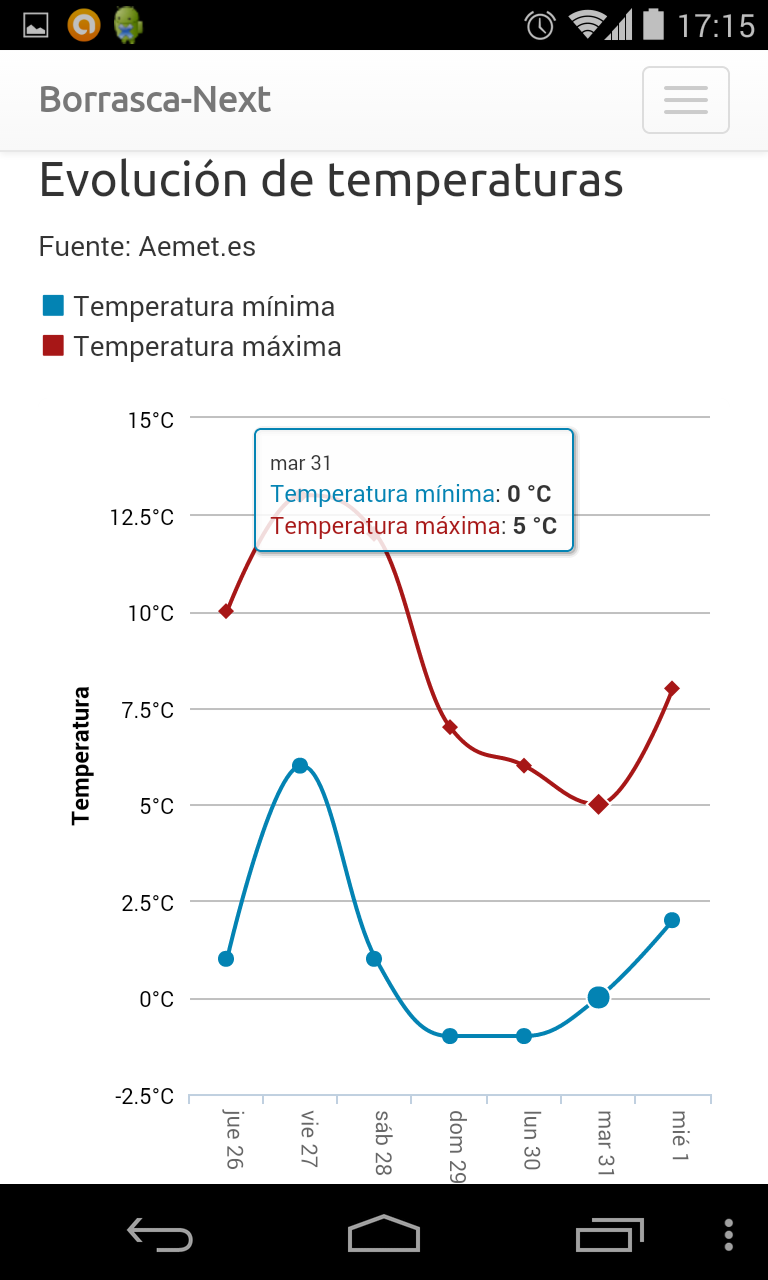 17:15
Borrasca-Next
Evolución de temperaturas
Fuente: Aemet.es
Temperatura mínima
Temperatura máxima
15°C
mar 31
Temperatura mínima: 0 °C
Temperatura máxima: 5 °C
12.5°C
10°C
7.5°C
Temperatura
5°C
2.5°C
0°C
-2.5°C
jue 26
vie 27
sáb 28
dom 29
lun 30
mar 31
mié 1